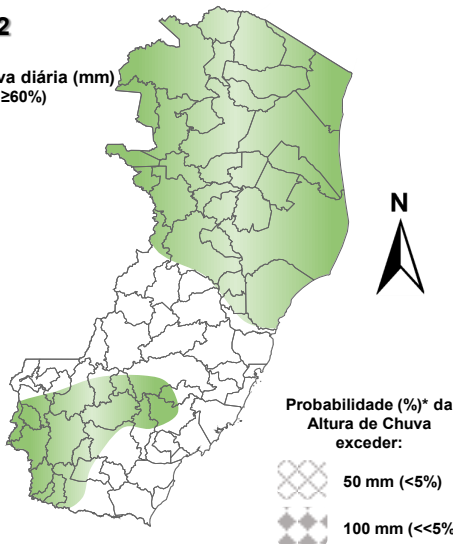 2
va diária (mm)
≥60%)
N
Probabilidade (%)* da
Altura de Chuva
exceder:
50 mm (<5%)
100 mm (<<5%